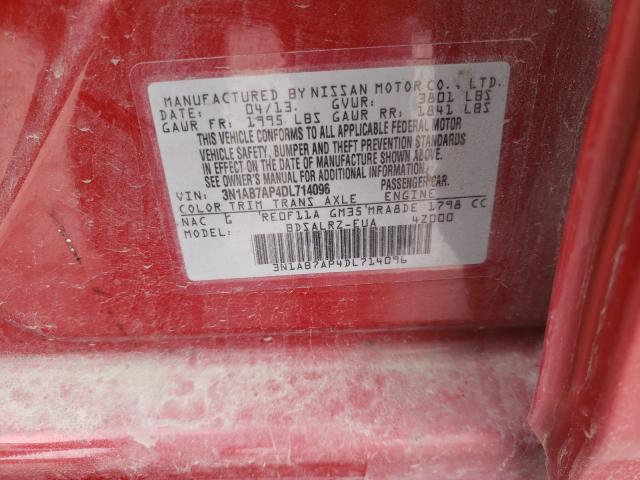 MANUFACTURED BY NISSAN MOTOR CO., LTD.
DATE: 04/13. GVWR: 3801 LBS
GAWR FR: 1995 LBS GAWR RR: 1841 LBS
THIS VEHICLE CONFORMS TO ALL APPLICABLE FEDERAL MOTOR
VEHICLE SAFETY, BUMPER AND THEFT PREVENTION STANDARDS
IN EFFECT ON THE DATE OF MANUFACTURE SHOWN ABOVE.
SEE OWNERS MANUAL FOR ADDITIONAL INFORMATION.
VIN: 3N1AB7AP4DL714096 PASSENGER CAR.
COLOR TRIM TRANS AXLE ENGINE
NAC G RE0F11A GM35 MRA8DE 1798 CC
MODEL: BDSALRZ-EUA 4Z000
3N1AB7AP4DL714096